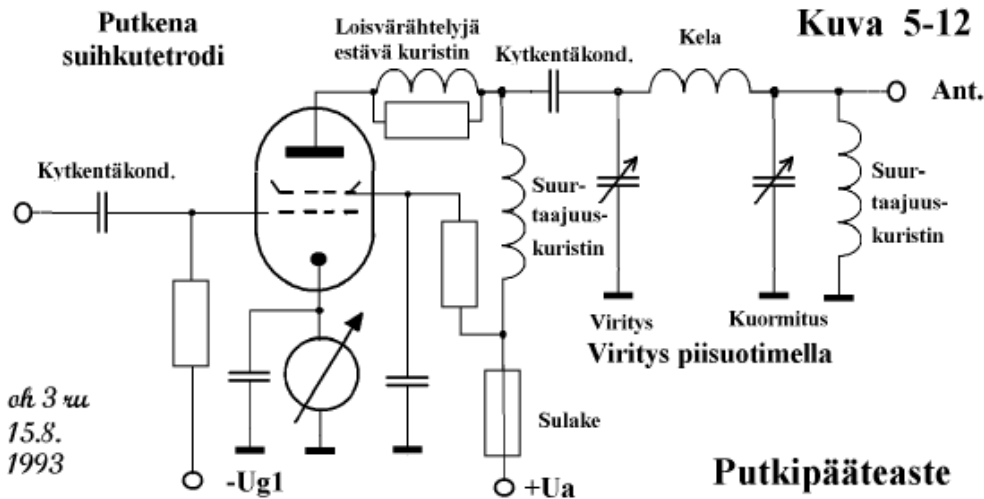 Putkena
suihkutetrodi
Loisvärähtelyjä
estävä kuristin
Kytkentäkond.
Kela
Kuva 5-12
Ant.
Kytkentäkond.
Suur-
taajuus-
kuristin
Suur-
taajuus-
kuristin
Viritys
Kuormitus
Viritys piisuotimella
oh 3 ru
15.8.
1993
Sulake
-Ug1
+Ua
Putkipääteaste